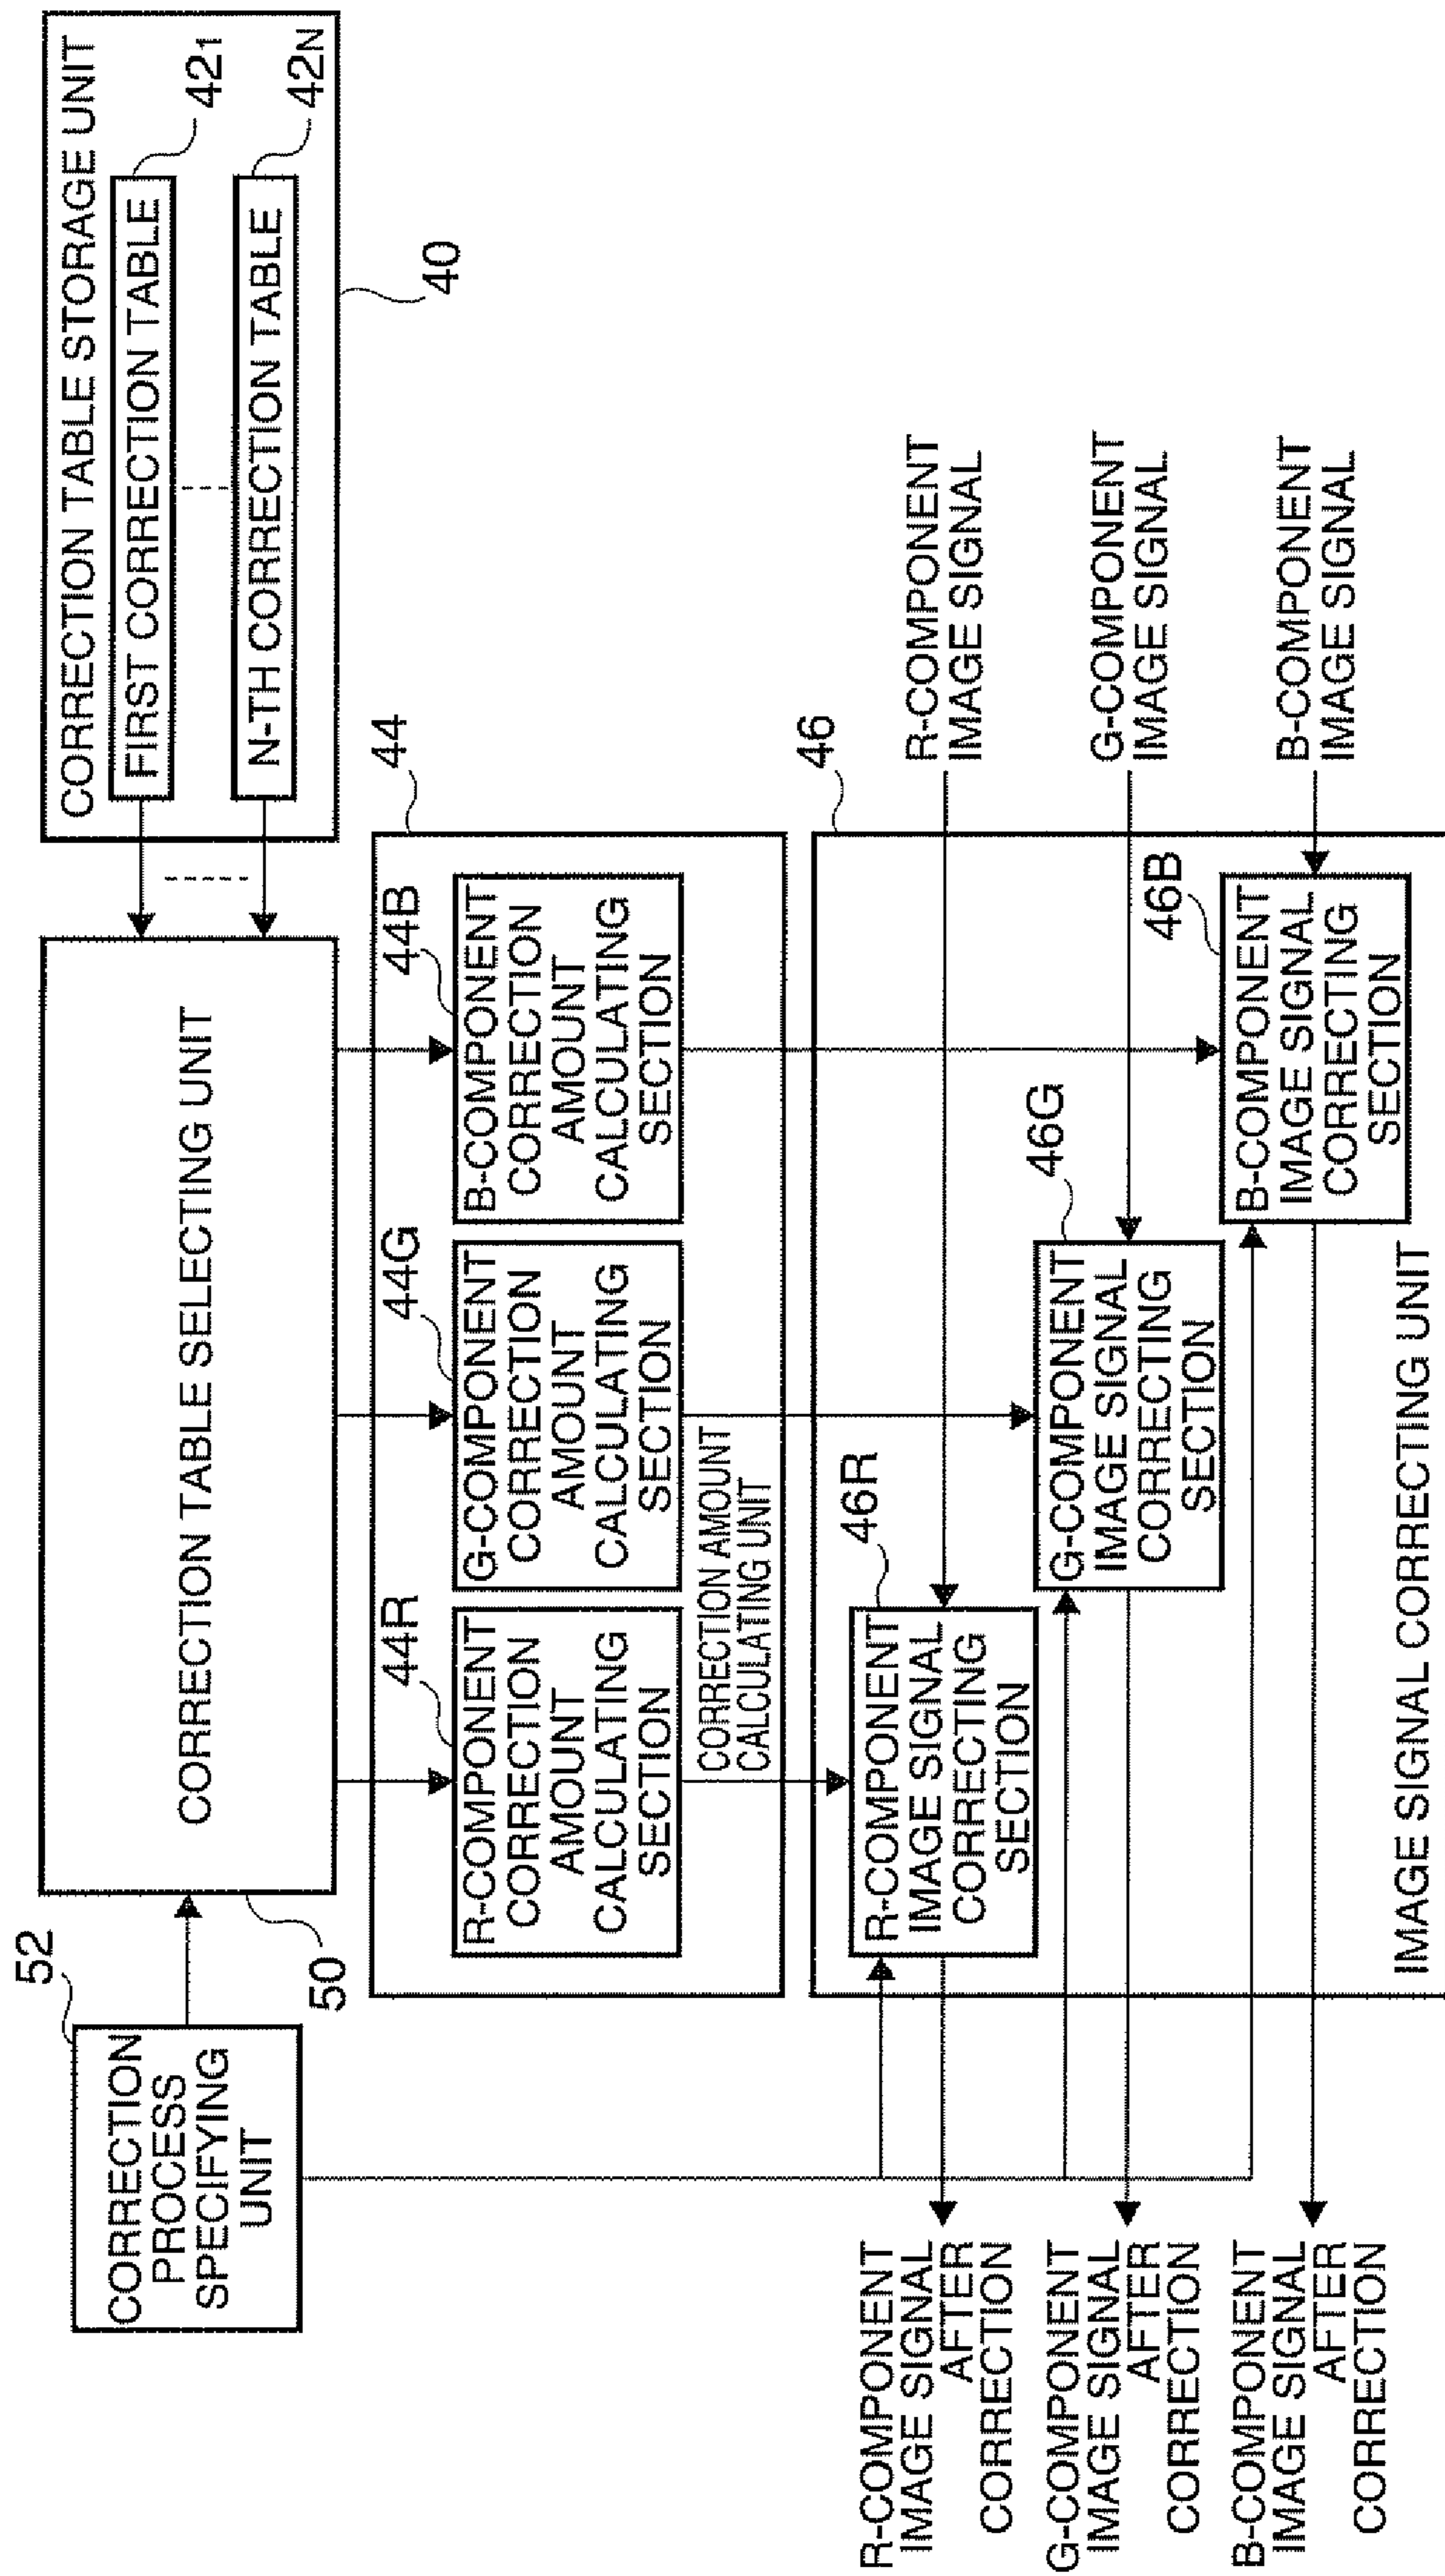 52
CORRECTION
PROCESS
SPECIFYING
UNIT
50
CORRECTION TABLE SELECTING UNIT
CORRECTION TABLE STORAGE UNIT
FIRST CORRECTION TABLE
42₁
N-TH CORRECTION TABLE
42N
40
44
44R
R-COMPONENT
CORRECTION
AMOUNT
CALCULATING
SECTION
44G
G-COMPONENT
CORRECTION
AMOUNT
CALCULATING
SECTION
44B
B-COMPONENT
CORRECTION
AMOUNT
CALCULATING
SECTION
CORRECTION AMOUNT
CALCULATING UNIT
46
46R
R-COMPONENT
IMAGE SIGNAL
CORRECTING
SECTION
46G
G-COMPONENT
IMAGE SIGNAL
CORRECTING
SECTION
46B
B-COMPONENT
IMAGE SIGNAL
CORRECTING
SECTION
IMAGE SIGNAL CORRECTING UNIT
R-COMPONENT
IMAGE SIGNAL
G-COMPONENT
IMAGE SIGNAL
B-COMPONENT
IMAGE SIGNAL
R-COMPONENT
IMAGE SIGNAL
AFTER
CORRECTION
G-COMPONENT
IMAGE SIGNAL
AFTER
CORRECTION
B-COMPONENT
IMAGE SIGNAL
AFTER
CORRECTION